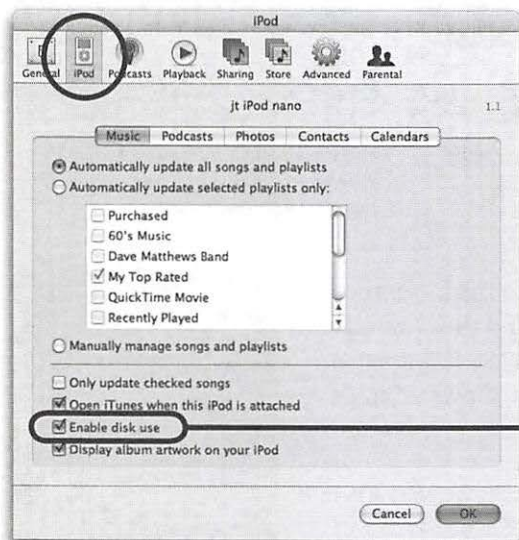 iPod
General iPod Podcasts Playback Sharing Store Advanced Parental
jt iPod nano 1.1
Music Podcasts Photos Contacts Calendars
Automatically update all songs and playlists
Automatically update selected playlists only:
Purchased
60's Music
Dave Matthews Band
My Top Rated
QuickTime Movie
Recently Played
Manually manage songs and playlists
Only update checked songs
Open iTunes when this iPod is attached
Enable disk use
Display album artwork on your iPod
Cancel OK